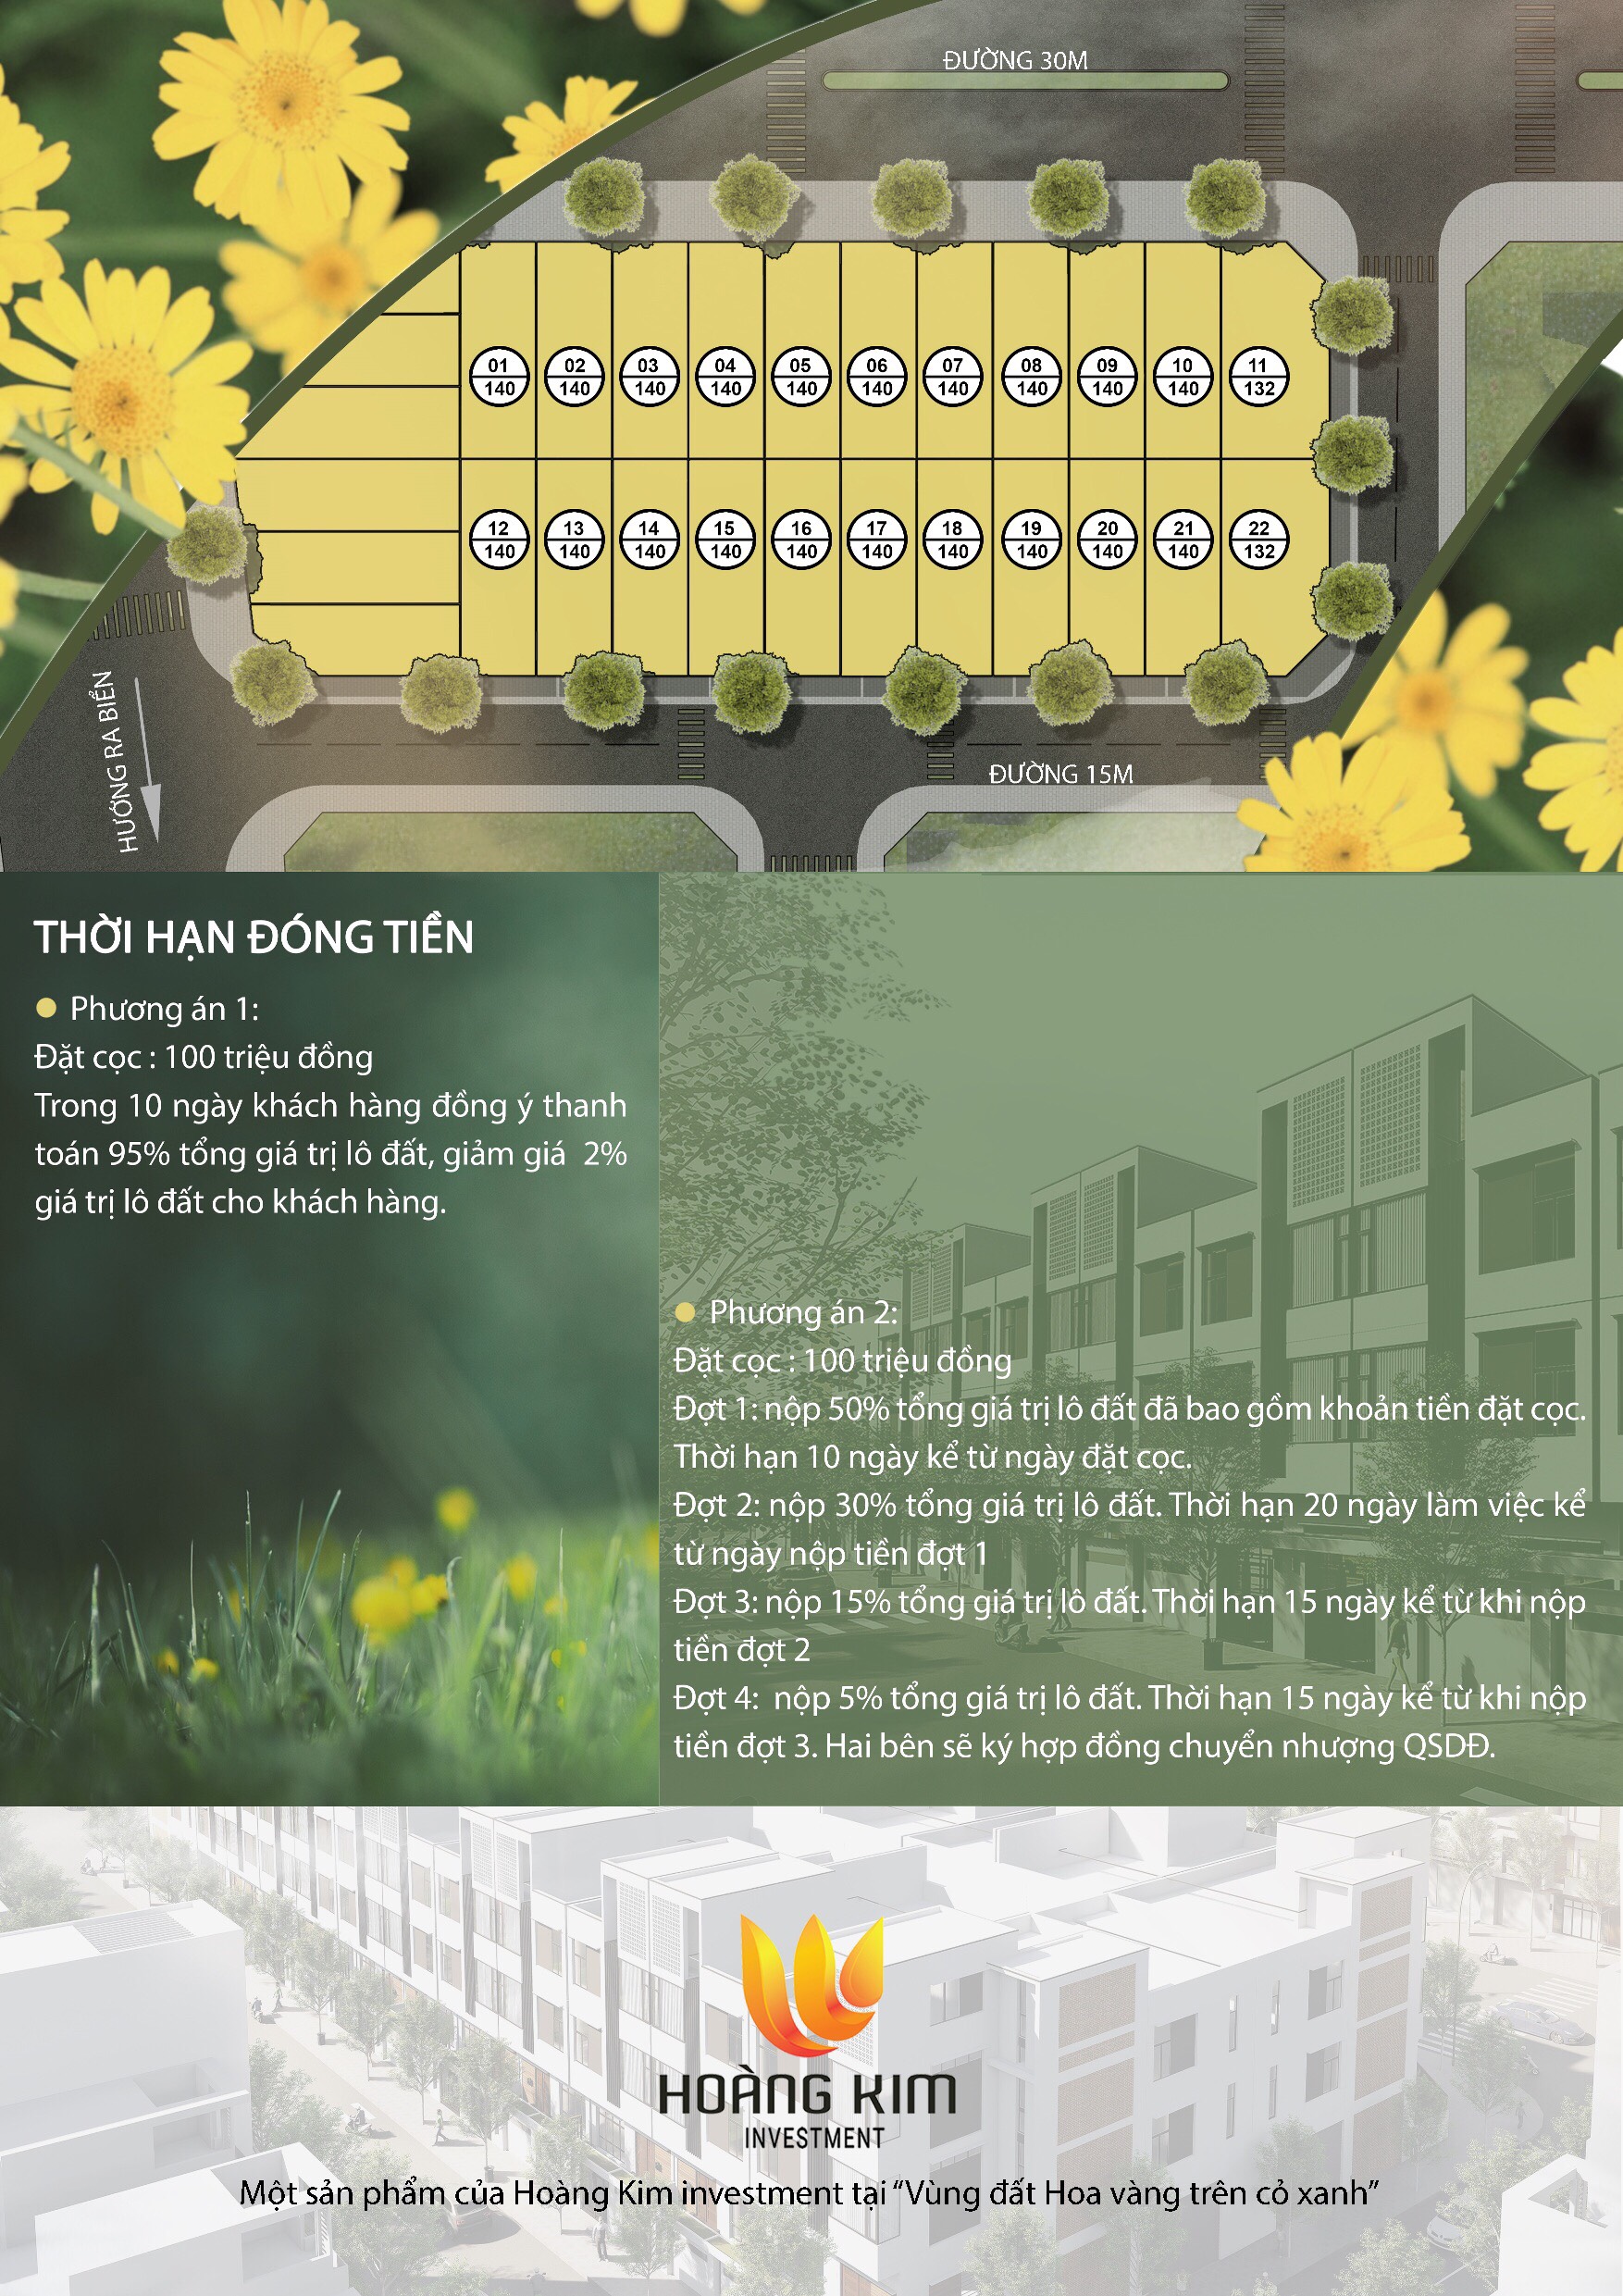 ĐƯỜNG 30M
01 02 03 04 05 06 07 08 09 10 11
140 140 140 140 140 140 140 140 140 140 132
12 13 14 15 16 17 18 19 20 21 22
140 140 140 140 140 140 140 140 140 140 132
HƯỚNG RA BIỂN
ĐƯỜNG 15M
THỜI HẠN ĐÓNG TIỀN
Phương án 1:
Đặt cọc : 100 triệu đồng
Trong 10 ngày khách hàng đồng ý thanh
toán 95% tổng giá trị lô đất, giảm giá 2%
giá trị lô đất cho khách hàng.
Phương án 2:
Đặt cọc : 100 triệu đồng
Đợt 1: nộp 50% tổng giá trị lô đất đã bao gồm khoản tiền đặt cọc.
Thời hạn 10 ngày kể từ ngày đặt cọc.
Đợt 2: nộp 30% tổng giá trị lô đất. Thời hạn 20 ngày làm việc kể
từ ngày nộp tiền đợt 1
Đợt 3: nộp 15% tổng giá trị lô đất. Thời hạn 15 ngày kể từ khi nộp
tiền đợt 2
Đợt 4: nộp 5% tổng giá trị lô đất. Thời hạn 15 ngày kể từ khi nộp
tiền đợt 3. Hai bên sẽ ký hợp đồng chuyển nhượng QSDĐ.
HOÀNG KIM
INVESTMENT
Một sản phẩm của Hoàng Kim investment tại “Vùng đất Hoa vàng trên cỏ xanh”